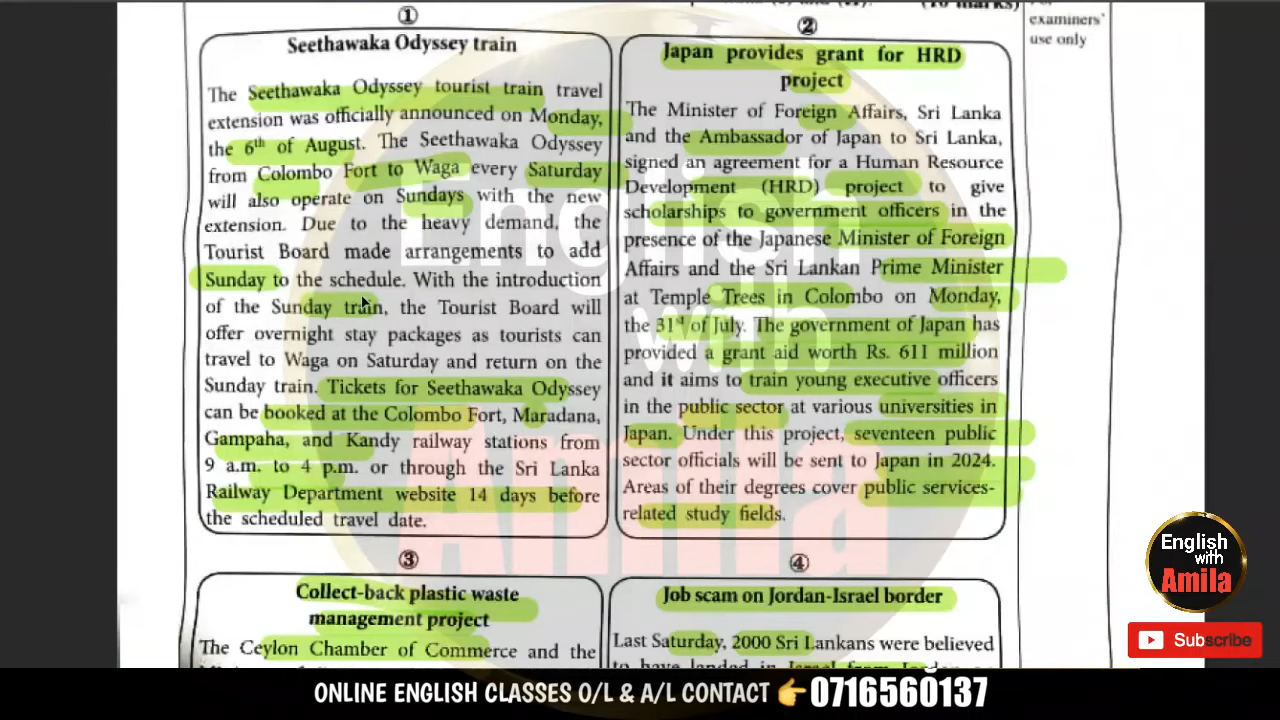 (10 marks)
examiners'
use only
①
Seethawaka Odyssey train
The Seethawaka Odyssey tourist train travel
extension was officially announced on Monday,
the 6th of August. The Seethawaka Odyssey
from Colombo Fort to Waga every Saturday
will also operate on Sundays with the new
extension. Due to the heavy demand, the
Tourist Board made arrangements to add
Sunday to the schedule. With the introduction
of the Sunday train, the Tourist Board will
offer overnight stay packages as tourists can
travel to Waga on Saturday and return on the
Sunday train. Tickets for Seethawaka Odyssey
can be booked at the Colombo Fort, Maradana,
Gampaha, and Kandy railway stations from
9 a.m. to 4 p.m. or through the Sri Lanka
Railway Department website 14 days before
the scheduled travel date.
②
Japan provides grant for HRD
project
The Minister of Foreign Affairs, Sri Lanka
and the Ambassador of Japan to Sri Lanka,
signed an agreement for a Human Resource
Development (HRD) project to give
scholarships to government officers in the
presence of the Japanese Minister of Foreign
Affairs and the Sri Lankan Prime Minister
at Temple Trees in Colombo on Monday,
the 31st of July. The government of Japan has
provided a grant aid worth Rs. 611 million
and it aims to train young executive officers
in the public sector at various universities in
Japan. Under this project, seventeen public
sector officials will be sent to Japan in 2024.
Areas of their degrees cover public services-
related study fields.
③
Collect-back plastic waste
management project
The Ceylon Chamber of Commerce and the
④
Job scam on Jordan-Israel border
Last Saturday, 2000 Sri Lankans were believed
to have landed in Israel from Jordan
English
with
Amila
English
with
Amila
Subscribe
ONLINE ENGLISH CLASSES O/L & A/L CONTACT 👉0716560137